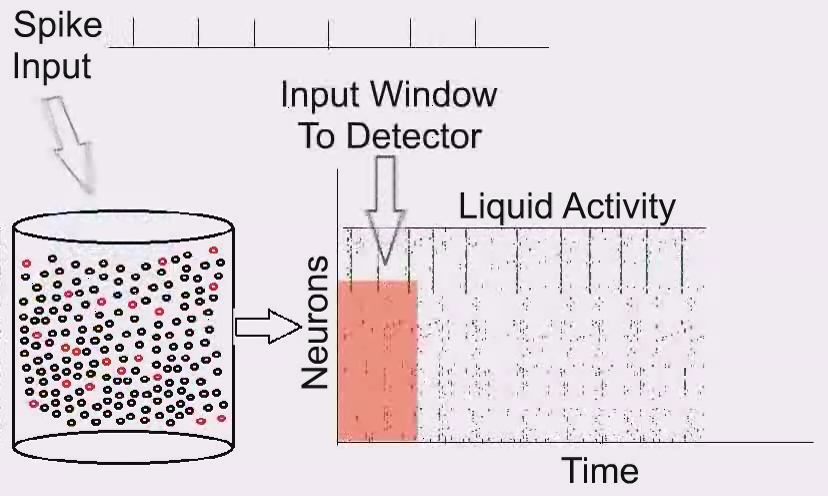 Spike
Input
Input Window
To Detector
Liquid Activity
Neurons
Time